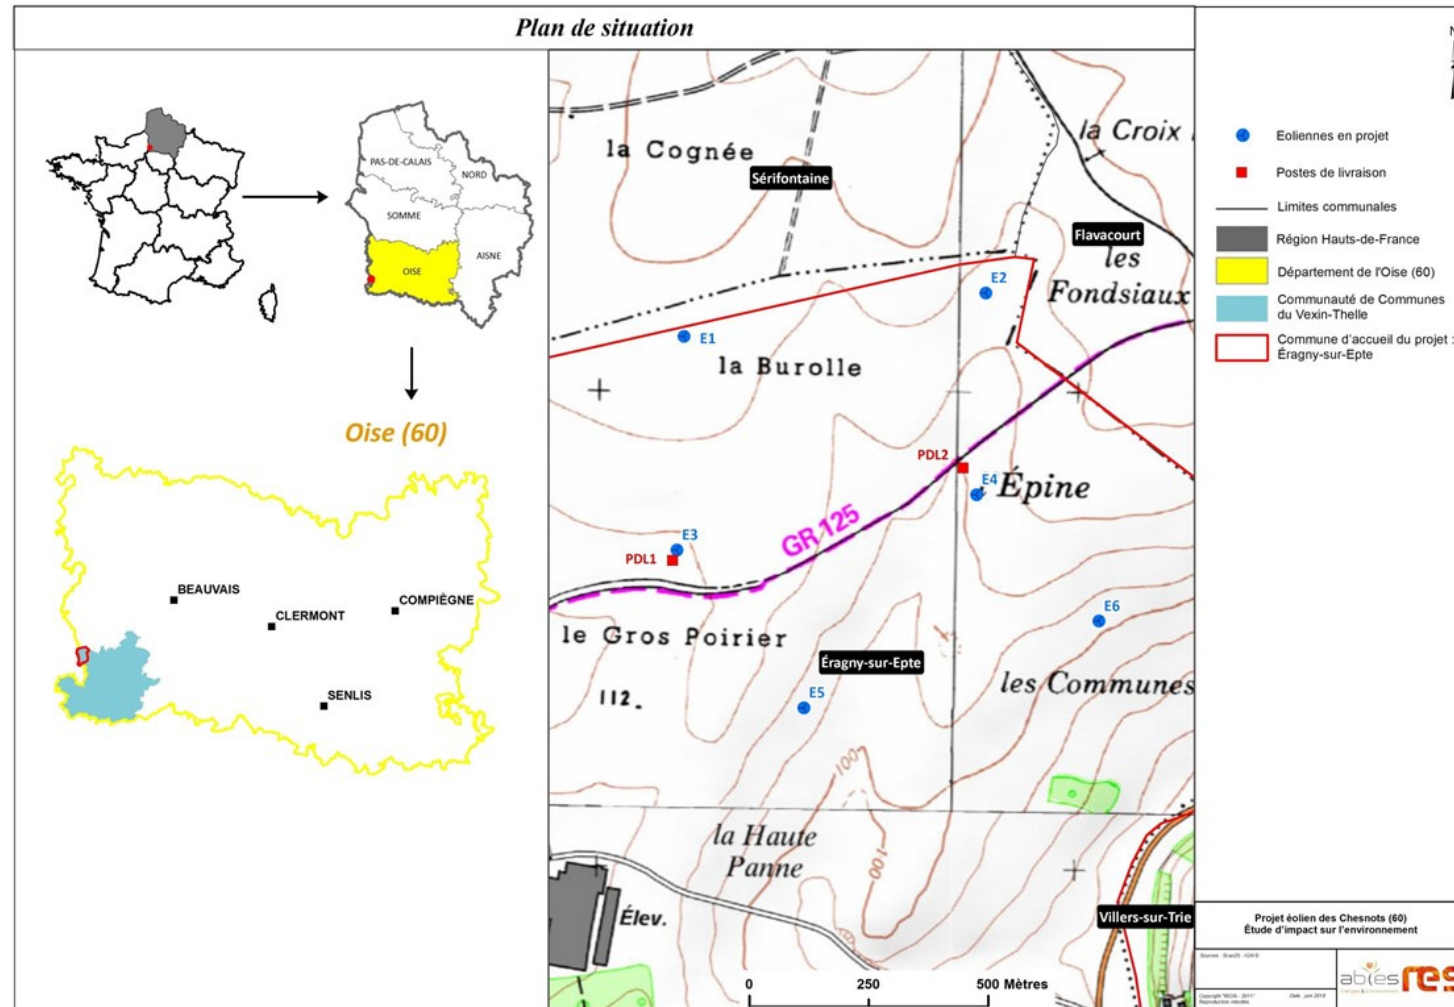 Plan de situation
PAS-DE-CALAIS
NORD
SOMME
AISNE
OISE
Oise (60)
BEAUVAIS
CLERMONT
COMPIÈGNE
SENLIS
la Cognée
la Croix
Sérifontaine
Flavacourt
les
Fondsiaux
E2
E1
la Burolle
PDL2
E4
Épine
GR 125
E3
PDL1
E6
le Gros Poirier
Éragny-sur-Epte
les Communes
112.
E5
100
la Haute
Panne
100
Élev.
Villers-sur-Trie
0
250
500 Mètres
N
Eoliennes en projet
Postes de livraison
Limites communales
Région Hauts-de-France
Département de l'Oise (60)
Communauté de Communes
du Vexin-Thelle
Commune d'accueil du projet :
Éragny-sur-Epte
Projet éolien des Chesnots (60)
Étude d'impact sur l'environnement
abies
res